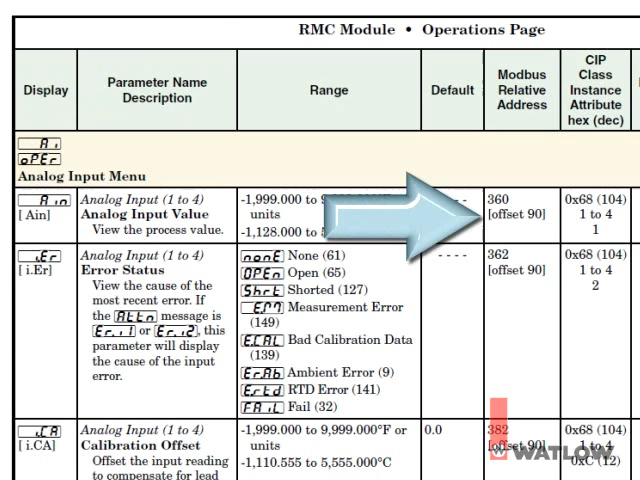 RMC Module • Operations Page
Display
Parameter Name
Description
Range
Default
Modbus
Relative
Address
CIP
Class
Instance
Attribute
hex (dec)
Ai
oPEr
Analog Input Menu
Ain
[ Ain]
Analog Input (1 to 4)
Analog Input Value
View the process value.
-1,999.000 to
units
-1,128.000 to
- -
360
[offset 90]
0x68 (104)
1 to 4
1
i.Er
[ i.Er]
Analog Input (1 to 4)
Error Status
View the cause of the
most recent error. If
the Attn message is
Er.i1 or Er.i2, this
parameter will display
the cause of the input
error.
nonE None (61)
OPEn Open (65)
Shrt Shorted (127)
E.M Measurement Error
(149)
E.CAL Bad Calibration Data
(139)
Er.Ab Ambient Error (9)
Er.td RTD Error (141)
FAiL Fail (32)
- - - -
362
[offset 90]
0x68 (104)
1 to 4
2
i.CA
[ i.CA]
Analog Input (1 to 4)
Calibration Offset
Offset the input reading
to compensate for lead
-1,999.000 to 9,999.000°F or
units
-1,110.555 to 5,555.000°C
0.0
382
[offset 90]
0x68 (104)
1 to 4
0xC (12)
WATLOW